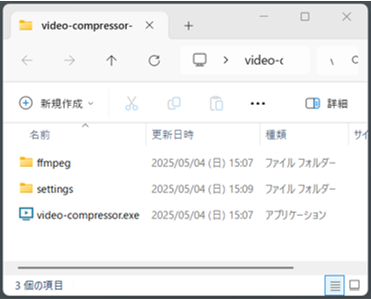 video-compressor-
video-c
新規作成
詳細
名前 更新日時 種類 サイ
ffmpeg 2025/05/04 (日) 15:07 ファイル フォルダー
settings 2025/05/04 (日) 15:09 ファイル フォルダー
video-compressor.exe 2025/05/04 (日) 15:07 アプリケーション
3 個の項目